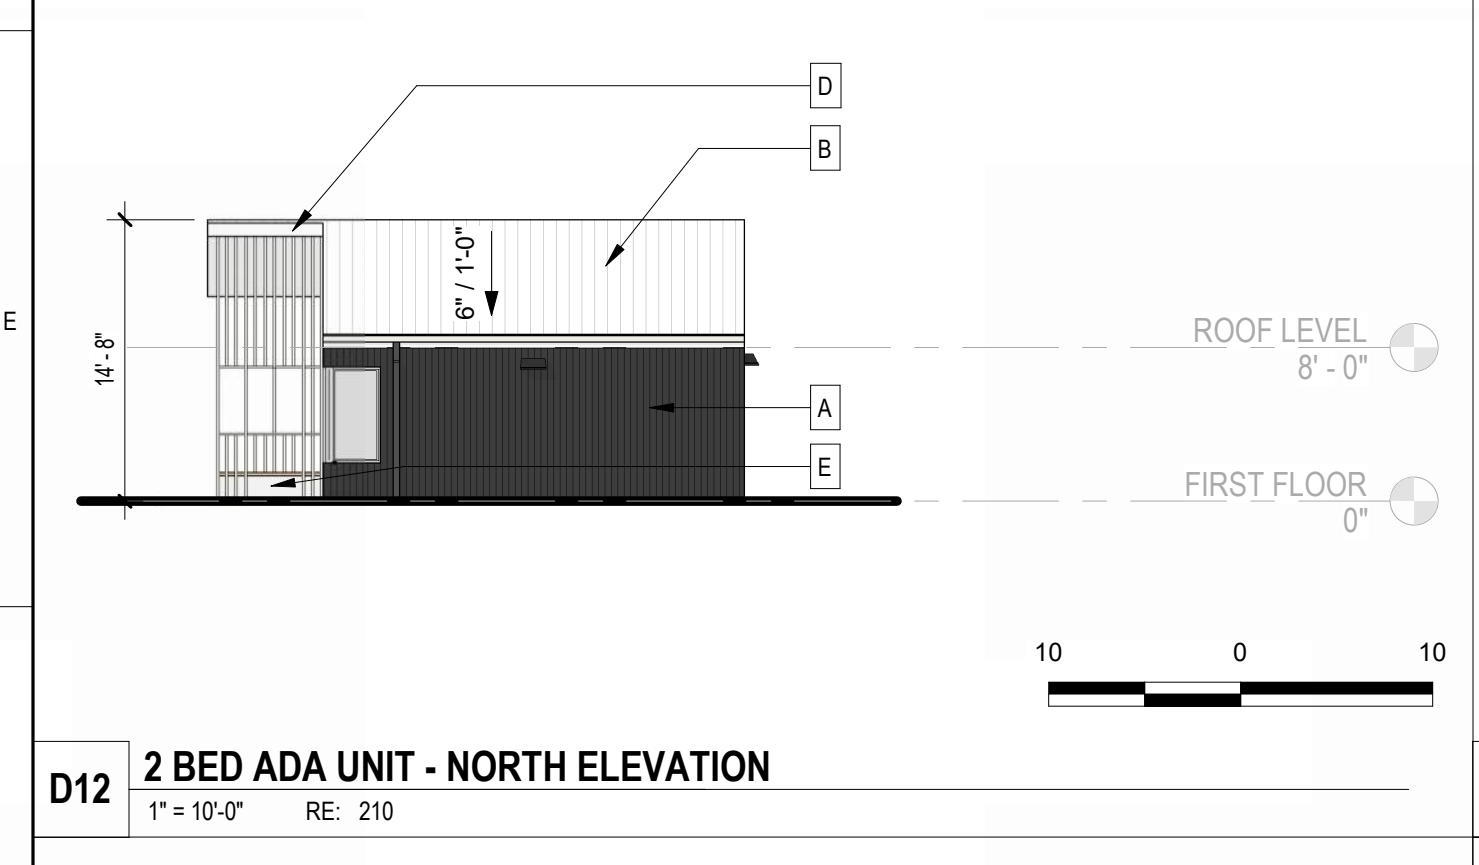 D
B
6" / 1'-0"
E
14' - 8"
ROOF LEVEL
8' - 0"
A
E
FIRST FLOOR
0"
10 0 10
D12
2 BED ADA UNIT - NORTH ELEVATION
1" = 10'-0" RE: 210